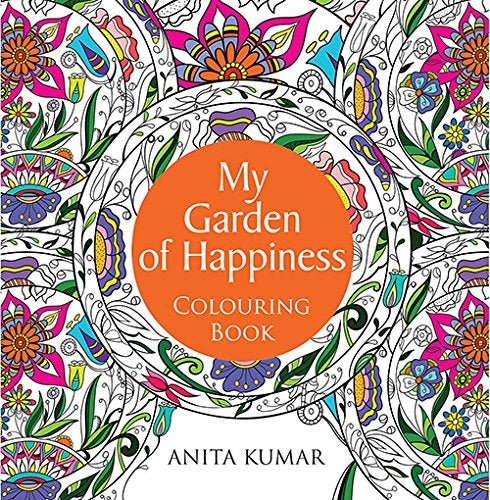 My
Garden
of Happiness
COLOURING
BOOK
ANITA KUMAR